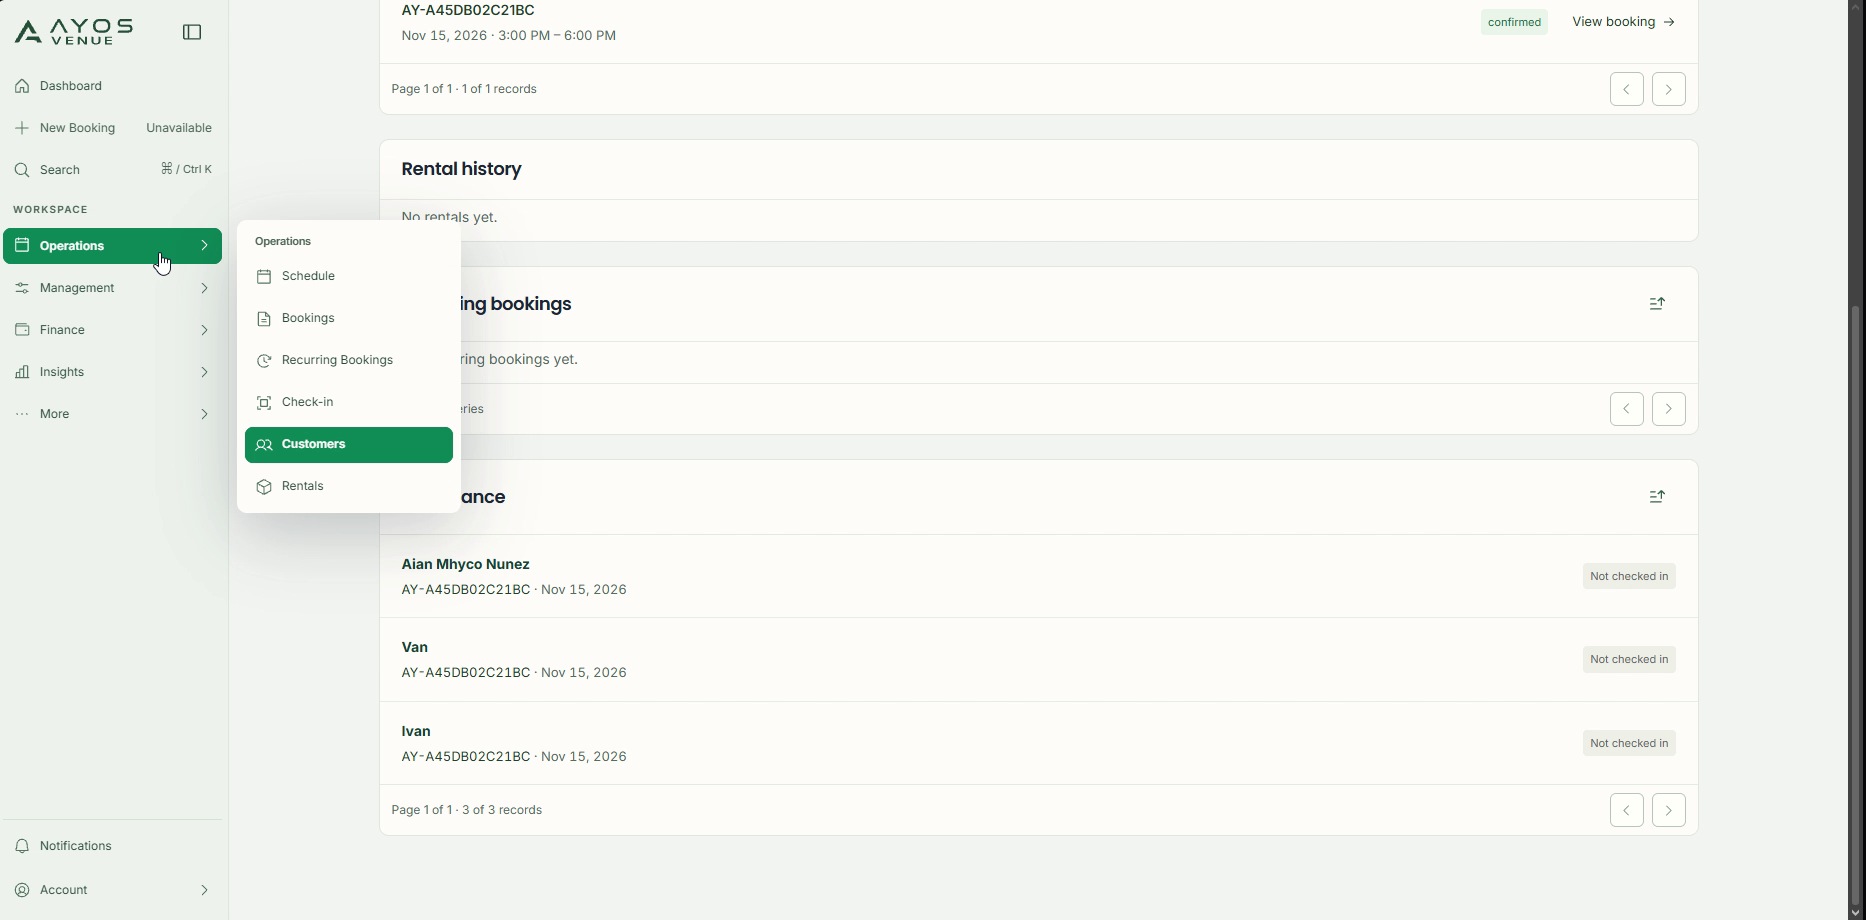 AYOS
VENUE
Dashboard
New Booking Unavailable
Search ⌘ / Ctrl K
WORKSPACE
Operations
Management
Finance
Insights
More
Notifications
Account
Operations
Schedule
Bookings
Recurring Bookings
Check-in
Customers
Rentals
AY-A45DB02C21BC
Nov 15, 2026 · 3:00 PM – 6:00 PM
confirmed
View booking →
Page 1 of 1 · 1 of 1 records
Rental history
No rentals yet.
ing bookings
ring bookings yet.
eries
ance
Aian Mhyco Nunez
AY-A45DB02C21BC · Nov 15, 2026
Not checked in
Van
AY-A45DB02C21BC · Nov 15, 2026
Not checked in
Ivan
AY-A45DB02C21BC · Nov 15, 2026
Not checked in
Page 1 of 1 · 3 of 3 records